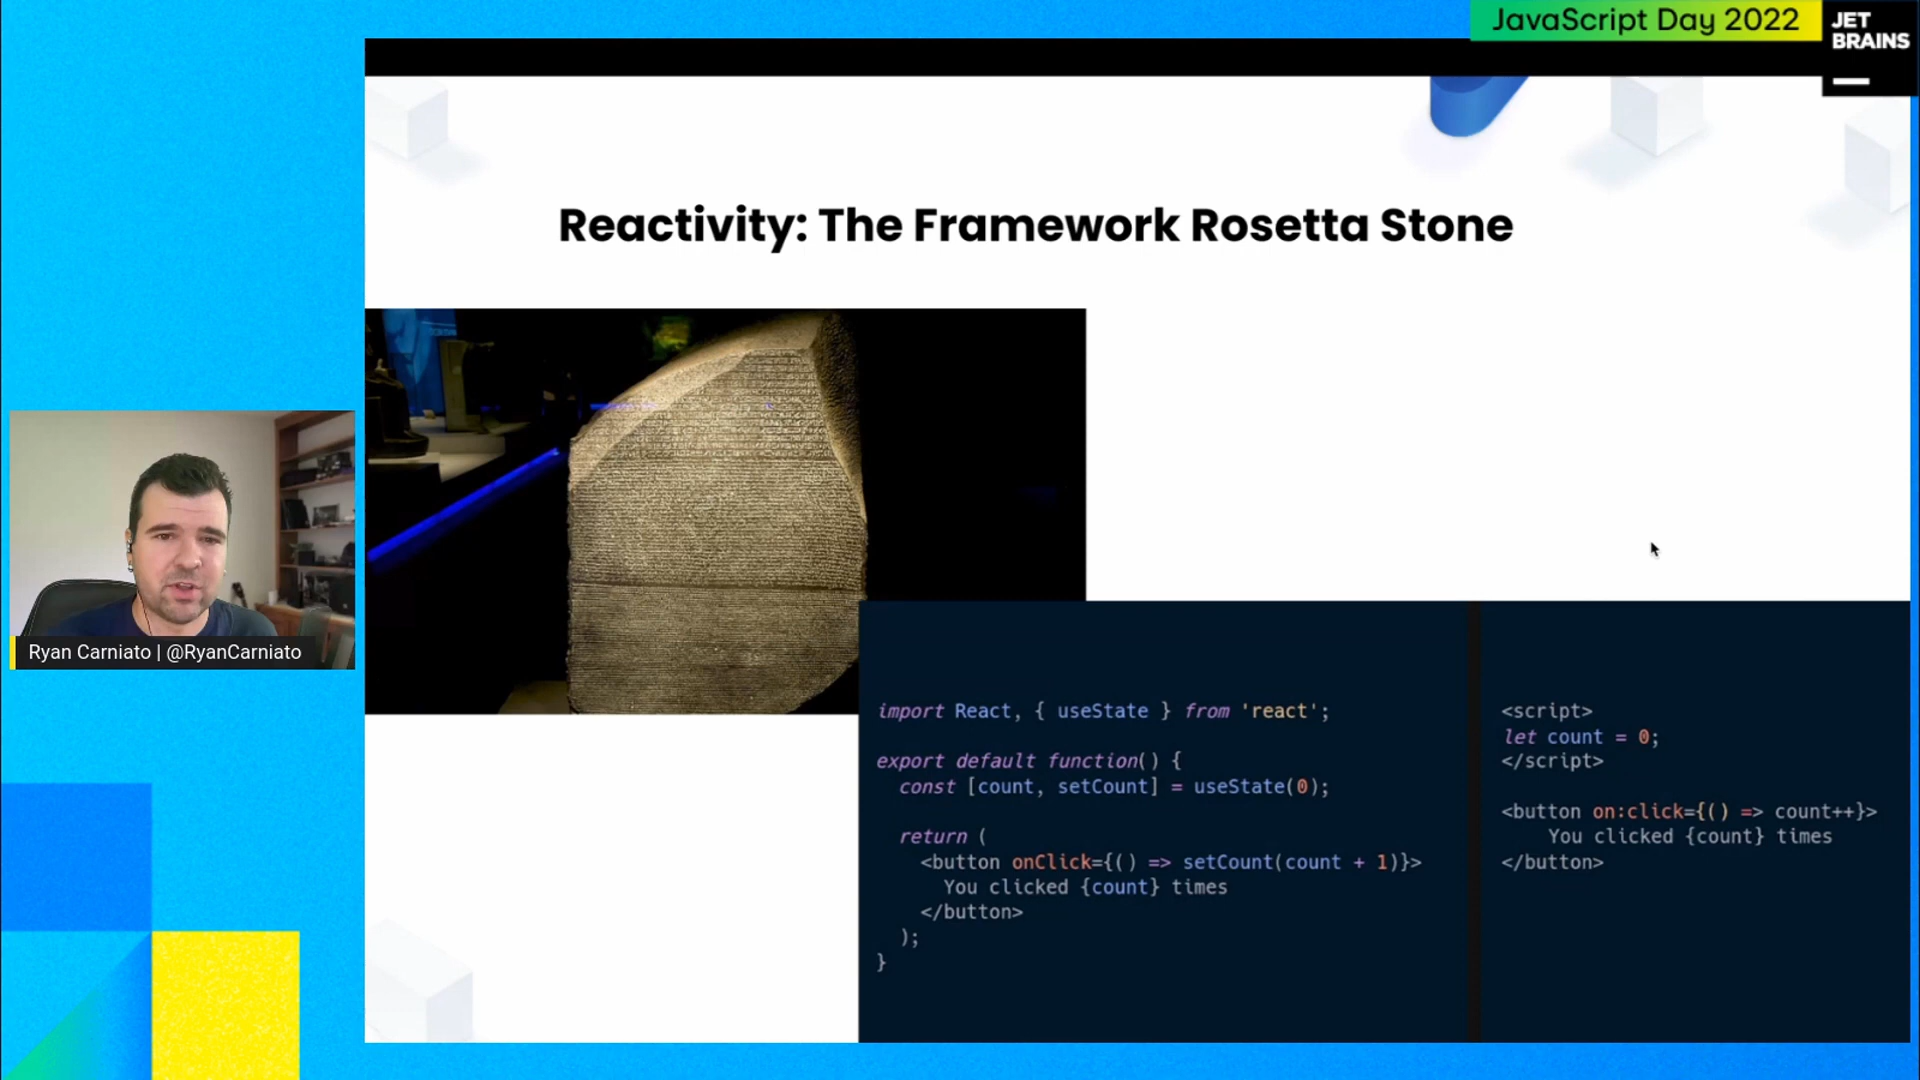 JavaScript Day 2022
JET
BRAINS
Reactivity: The Framework Rosetta Stone
Ryan Carniato | @RyanCarniato
import React, { useState } from 'react';
export default function() {
const [count, setCount] = useState(0);
return (
<button onClick={() => setCount(count + 1)}>
You clicked {count} times
</button>
);
}
<script>
let count = 0;
</script>
<button on:click={() => count++}>
You clicked {count} times
</button>